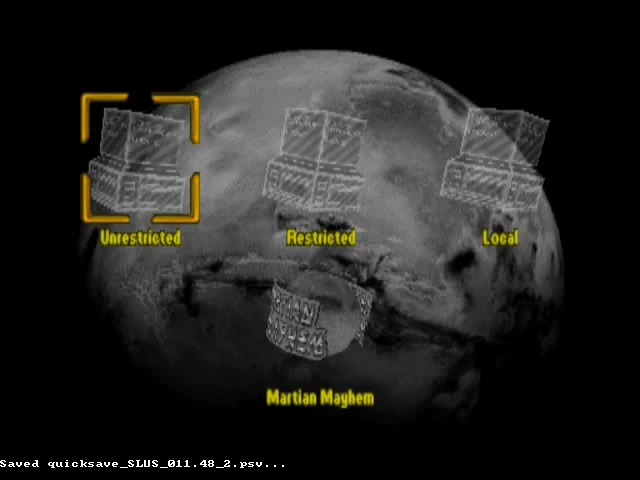 Unrestricted
Restricted
Local
Martian Mayhem
Saved quicksave_SLUS_011.48_2.psv...